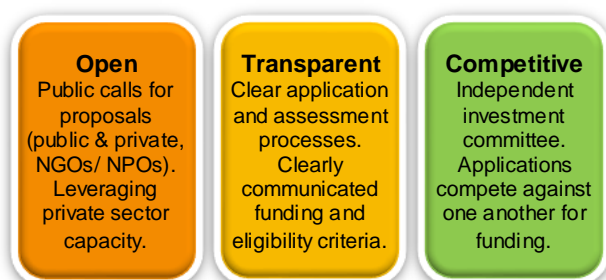 Open
Public calls for
proposals
(public & private,
NGOs/ NPOs).
Leveraging
private sector
capacity.
Transparent
Clear application
and assessment
processes.
Clearly
communicated
funding and
eligibility criteria.
Competitive
Independent
investment
committee.
Applications
compete against
one another for
funding.